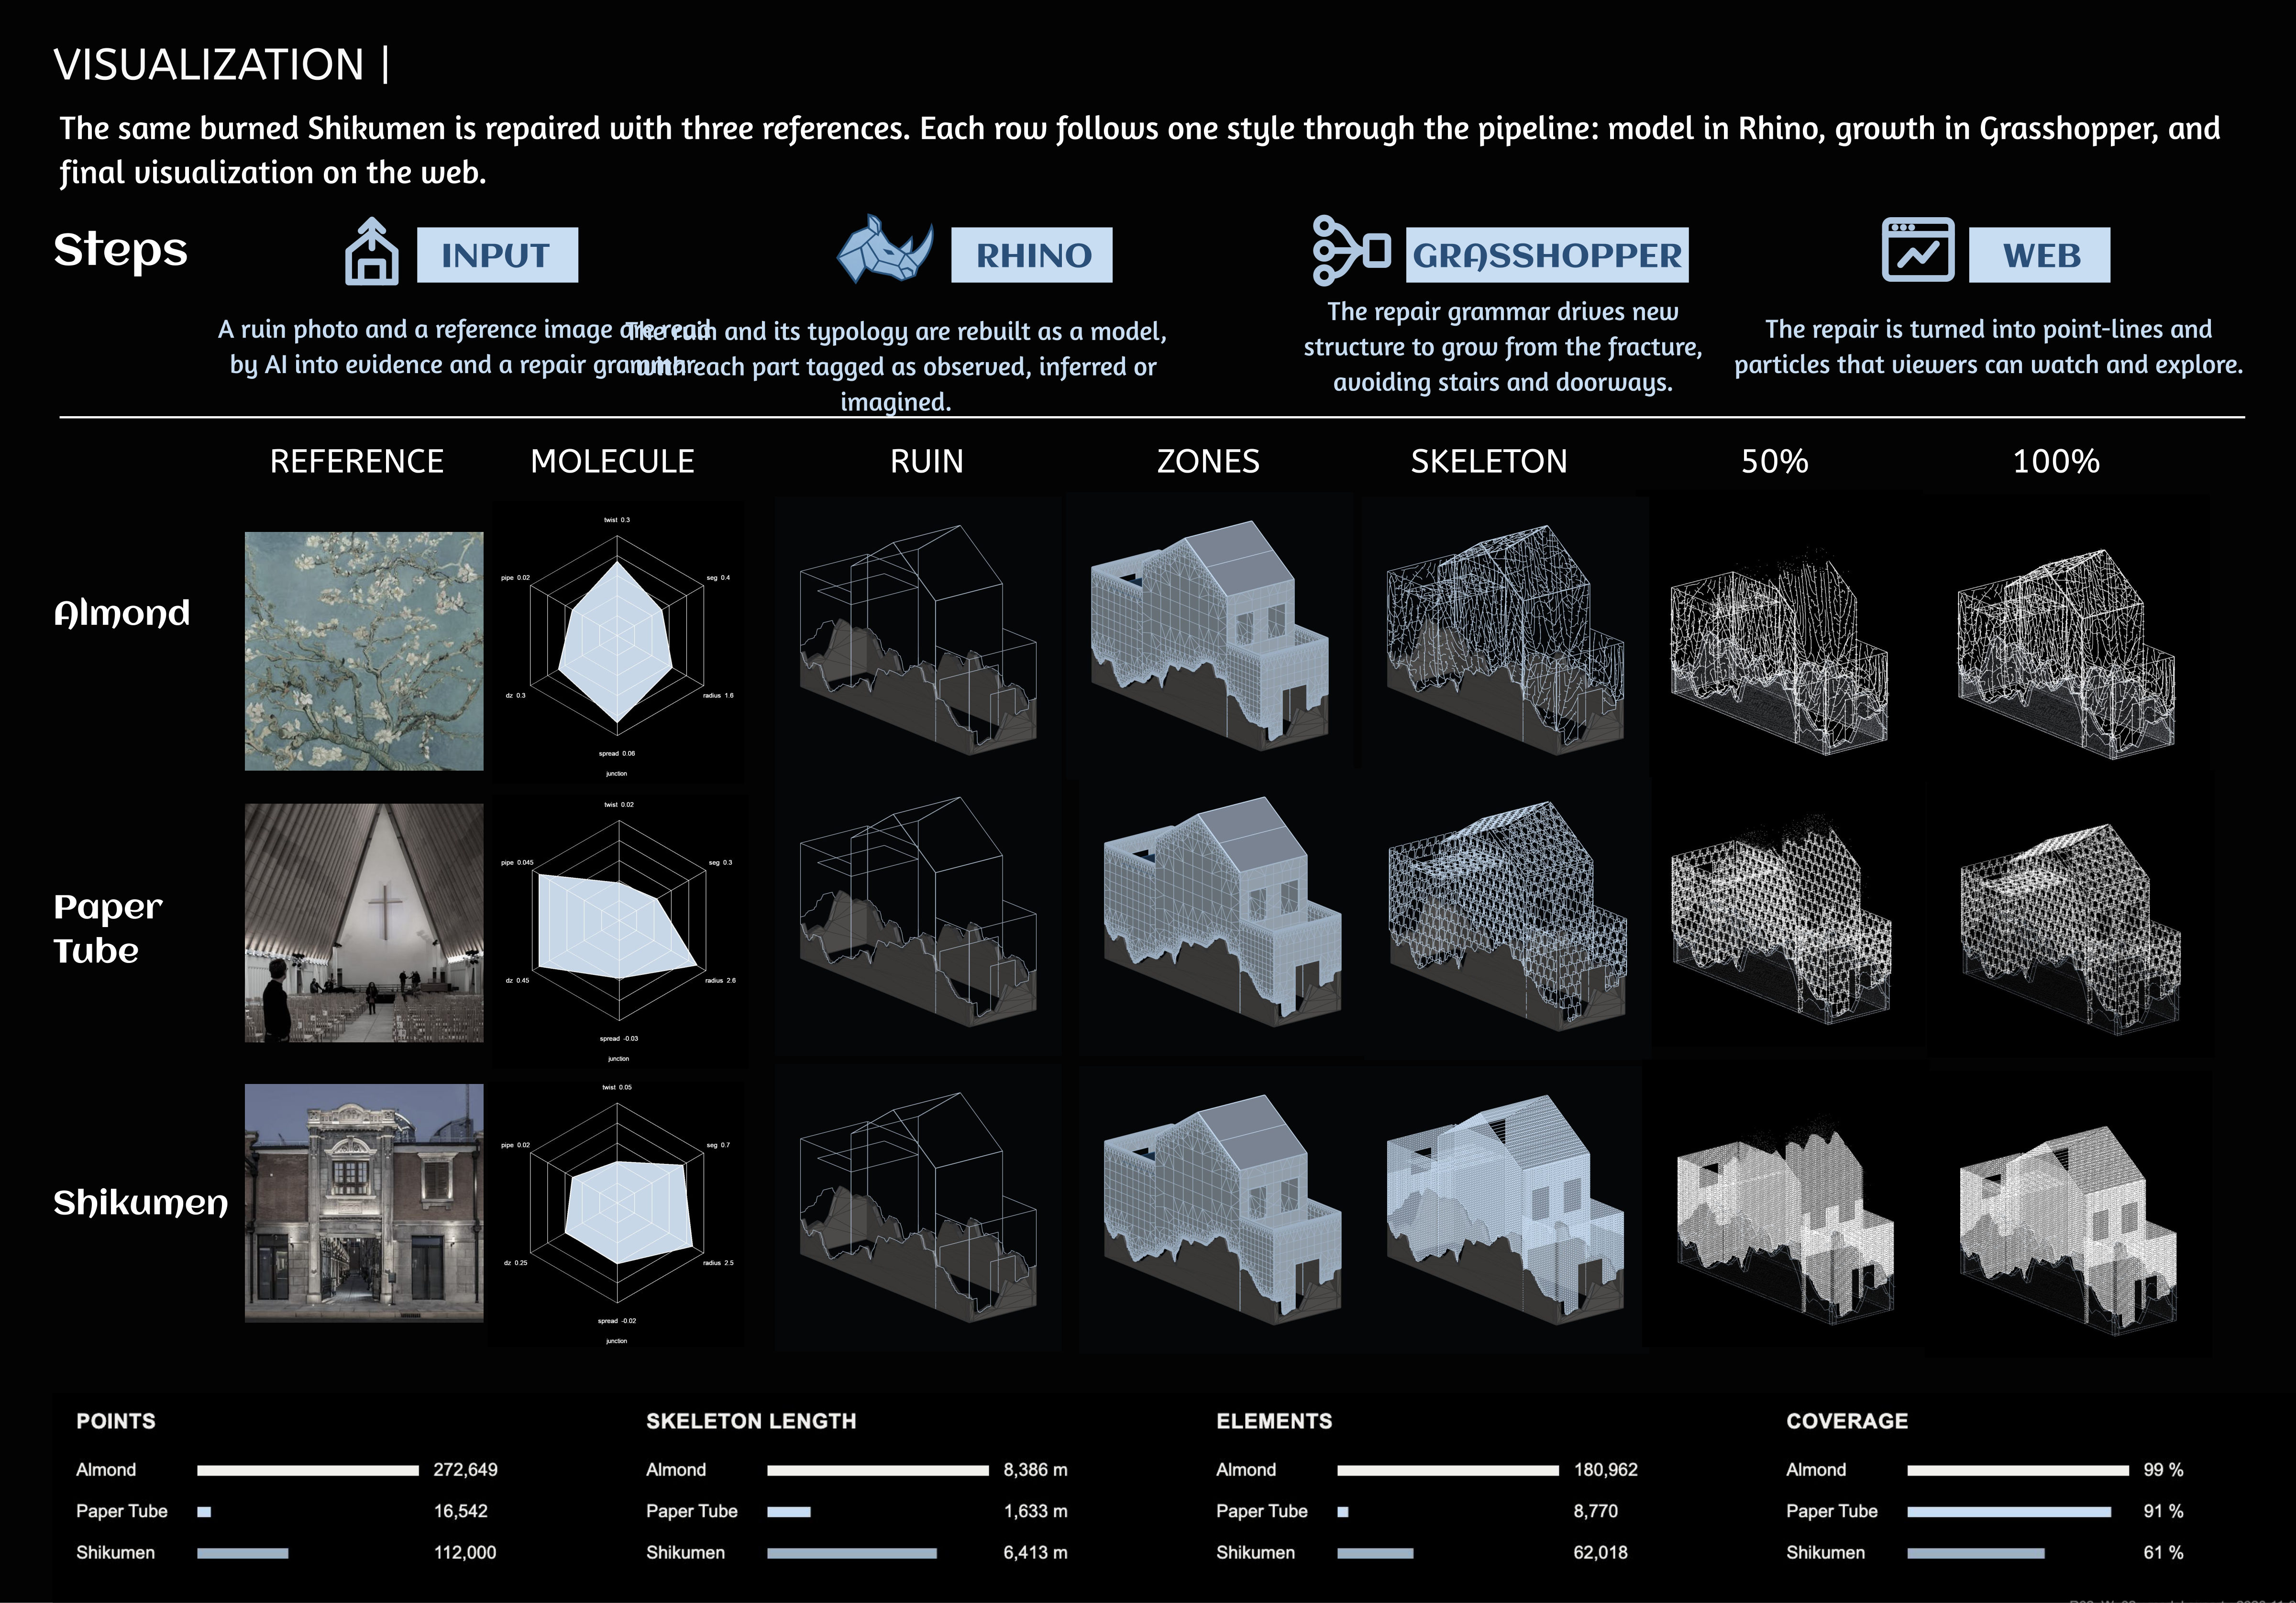 VISUALIZATION |
The same burned Shikumen is repaired with three references. Each row follows one style through the pipeline: model in Rhino, growth in Grasshopper, and
final visualization on the web.
Steps
INPUT
A ruin photo and a reference image are read
by AI into evidence and a repair grammar.
RHINO
The ruin and its typology are rebuilt as a model,
with each part tagged as observed, inferred or
imagined.
GRASSHOPPER
The repair grammar drives new
structure to grow from the fracture,
avoiding stairs and doorways.
WEB
The repair is turned into point-lines and
particles that viewers can watch and explore.
REFERENCE MOLECULE RUIN ZONES SKELETON 50% 100%
Almond
twist 0.3
pipe 0.02
seg 0.4
dz 0.3
radius 1.6
spread 0.06
junction
Paper
Tube
twist 0.02
pipe 0.045
seg 0.3
dz 0.45
radius 2.6
spread -0.03
junction
Shikumen
twist 0.05
pipe 0.02
seg 0.7
dz 0.25
radius 2.5
spread -0.02
junction
POINTS
Almond 272,649
Paper Tube 16,542
Shikumen 112,000
SKELETON LENGTH
Almond 8,386 m
Paper Tube 1,633 m
Shikumen 6,413 m
ELEMENTS
Almond 180,962
Paper Tube 8,770
Shikumen 62,018
COVERAGE
Almond 99 %
Paper Tube 91 %
Shikumen 61 %